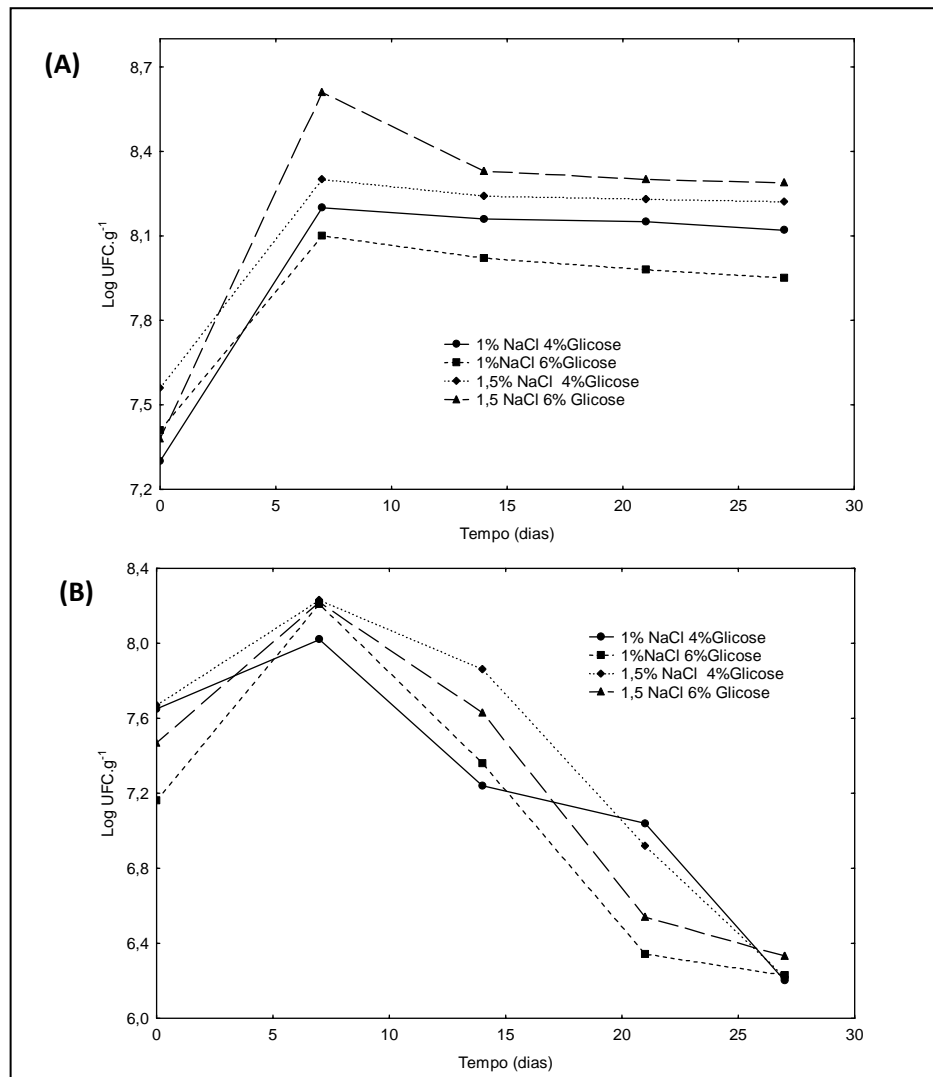 (A)
8,7
8,4
8,1
7,8
7,5
7,2
Log UFC.g-1
1% NaCl 4%Glicose
1%NaCl 6%Glicose
1,5% NaCl 4%Glicose
1,5 NaCl 6% Glicose
0 5 10 15 20 25 30
Tempo (dias)
(B)
8,4
8,0
7,6
7,2
6,8
6,4
6,0
Log UFC.g-1
1% NaCl 4%Glicose
1%NaCl 6%Glicose
1,5% NaCl 4%Glicose
1,5 NaCl 6% Glicose
0 5 10 15 20 25 30
Tempo (dias)